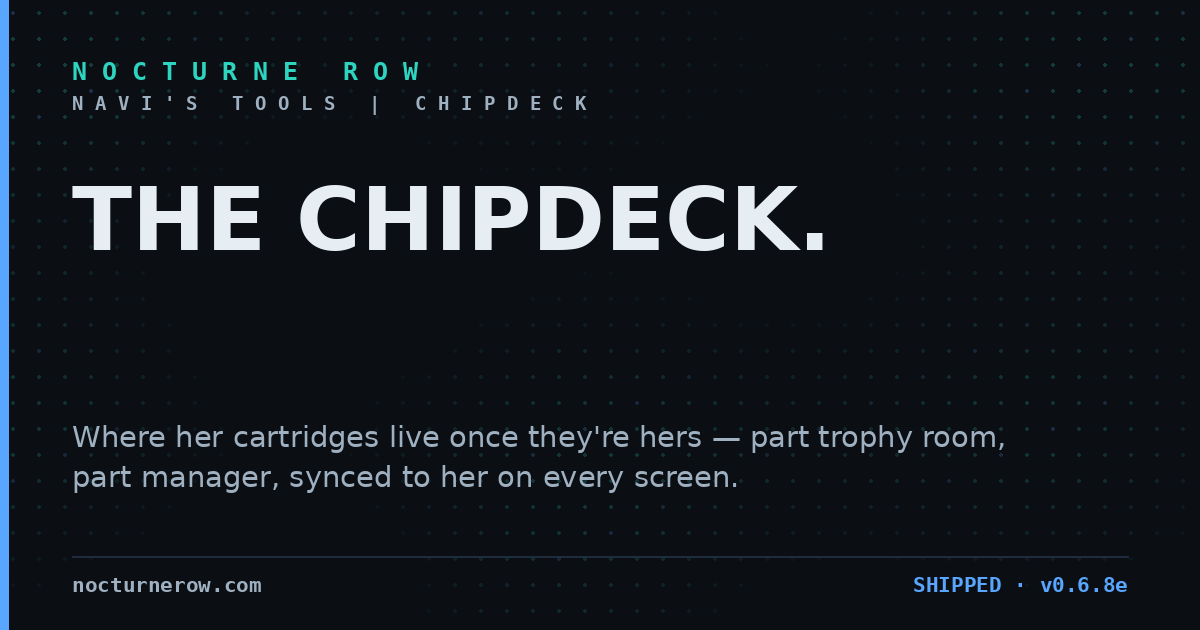 NOCTURNE ROW
NAVI'S TOOLS | CHIPDECK
THE CHIPDECK.
Where her cartridges live once they're hers — part trophy room,
part manager, synced to her on every screen.
nocturnerow.com
SHIPPED · v0.6.8e